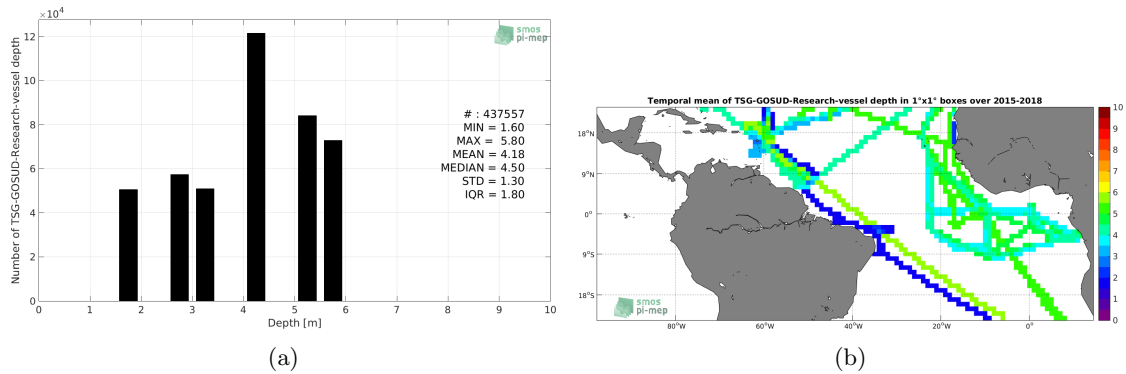 ×10⁴
smos
pi-mep
12
10
8
6
4
2
0
Number of TSG-GOSUD-Research-vessel depth
# : 437557
MIN = 1.60
MAX = 5.80
MEAN = 4.18
MEDIAN = 4.50
STD = 1.30
IQR = 1.80
0 1 2 3 4 5 6 7 8 9 10
Depth [m]
(a)
Temporal mean of TSG-GOSUD-Research-vessel depth in 1°x1° boxes over 2015-2018
18°N
9°N
0°
9°S
18°S
smos
pi-mep
80°W 60°W 40°W 20°W 0°
10
9
8
7
6
5
4
3
2
1
0
(b)